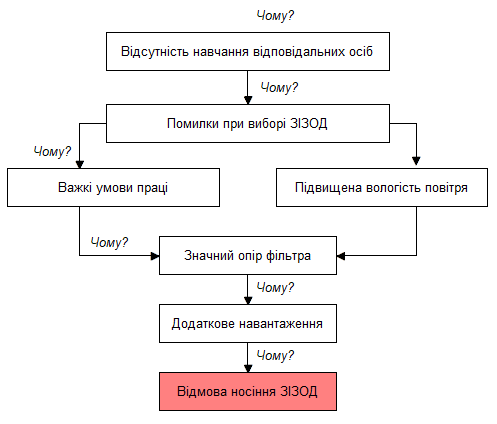 Чому?
Відсутність навчання відповідальних осіб
Чому?
Помилки при виборі ЗІЗОД
Чому?
Важкі умови праці
Підвищена вологість повітря
Чому?
Значний опір фільтра
Чому?
Додаткове навантаження
Чому?
Відмова носіння ЗІЗОД